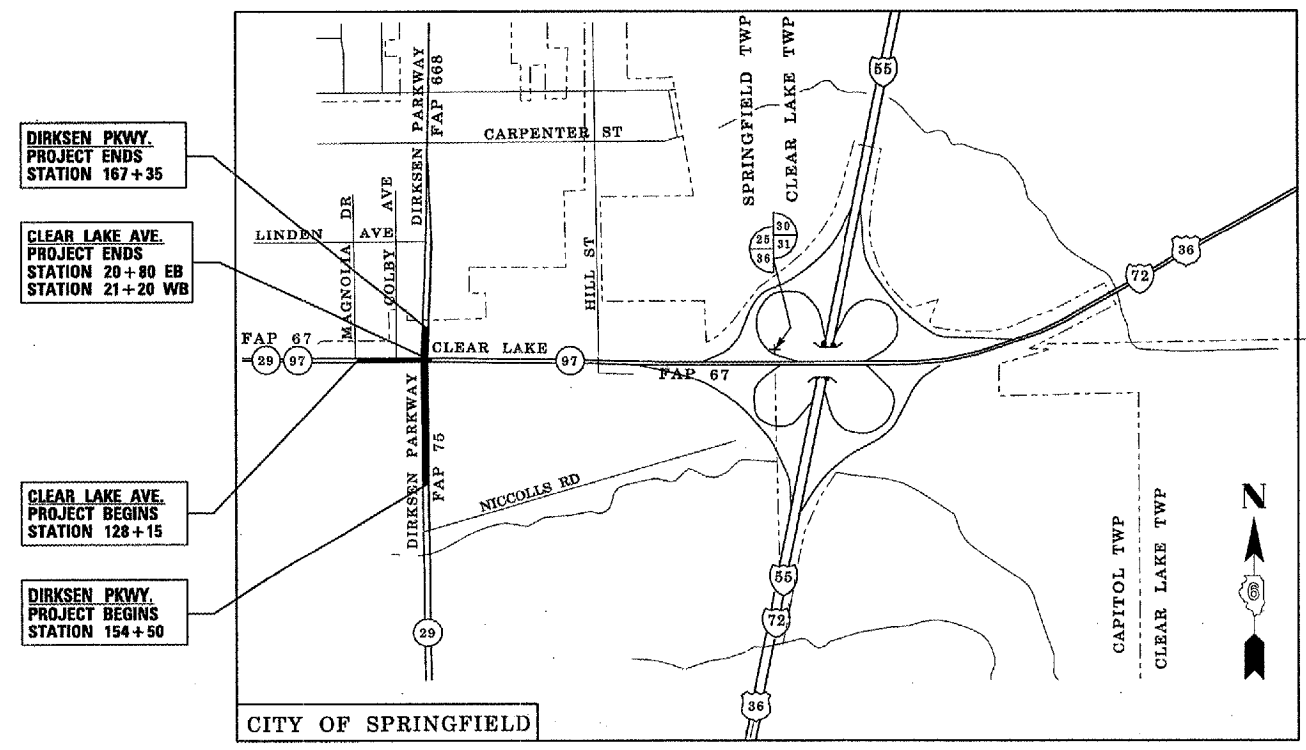 DIRKSEN PKWY.
PROJECT ENDS
STATION 167+35
CLEAR LAKE AVE.
PROJECT ENDS
STATION 20+80 EB
STATION 21+20 WB
CLEAR LAKE AVE.
PROJECT BEGINS
STATION 128+15
DIRKSEN PKWY.
PROJECT BEGINS
STATION 154+50
DIRKSEN PARKWAY
FAP 668
CARPENTER ST
SPRINGFIELD TWP
CLEAR LAKE TWP
55
LINDEN AVE
MAGNOLIA DR
COLBY AVE
HILL ST
30
25
31
36
36
72
FAP 67
29
97
CLEAR LAKE
97
FAP 67
DIRKSEN PARKWAY
FAP 75
NICCOLLS RD
29
55
72
36
CAPITOL TWP
CLEAR LAKE TWP
N
6
CITY OF SPRINGFIELD